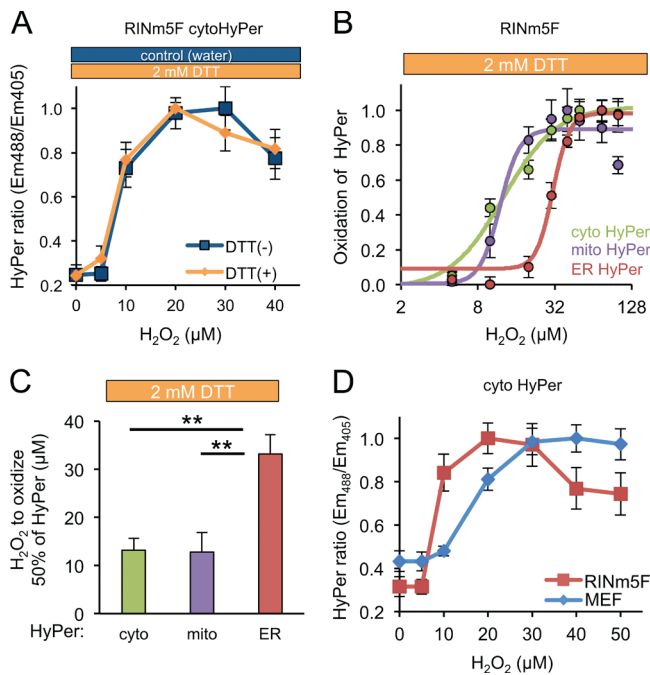 A
RINm5F cytoHyPer
control (water)
2 mM DTT
HyPer ratio (Em488/Em405)
1.0
0.8
0.6
0.4
0.2
DTT(-)
DTT(+)
0 10 20 30 40
H₂O₂ (μM)
B
RINm5F
2 mM DTT
Oxidation of HyPer
1.0
0.8
0.6
0.4
0.2
0
cyto HyPer
mito HyPer
ER HyPer
2 8 32 128
H₂O₂ (μM)
C
2 mM DTT
H₂O₂ to oxidize
50% of HyPer (μM)
40
30
20
10
0
**
**
HyPer: cyto mito ER
D
cyto HyPer
HyPer ratio (Em₄₈₈/Em₄₀₅)
1.0
0.8
0.6
0.4
0.2
RINm5F
MEF
0 10 20 30 40 50
H₂O₂ (μM)